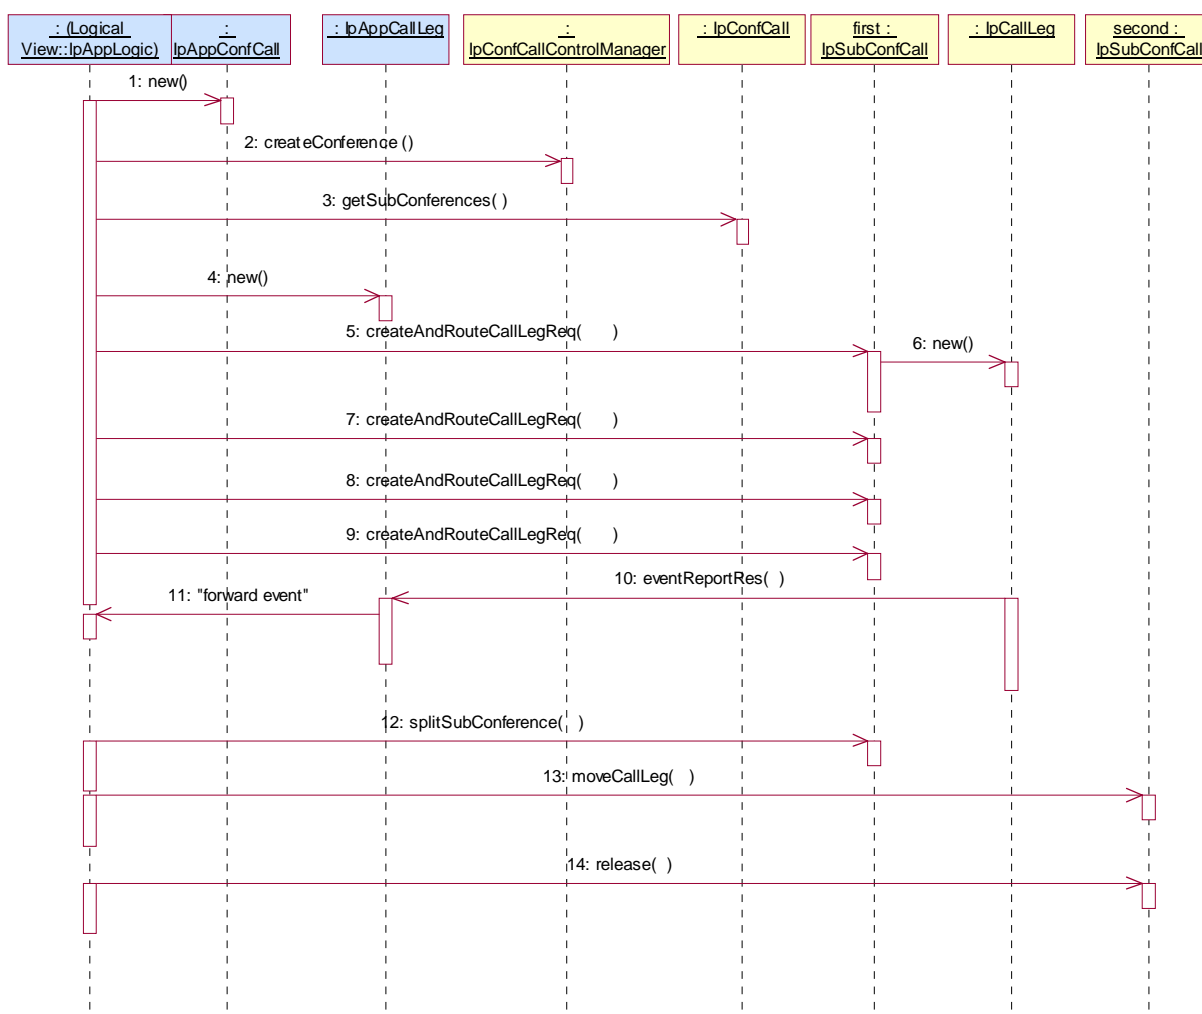 : (Logical
View::IpAppLogic)
:
IpAppConfCall
: IpAppCallLeg
:
IpConfCallControlManager
: IpConfCall
first :
IpSubConfCall
: IpCallLeg
second :
IpSubConfCall
1: new()
2: createConference ()
3: getSubConferences( )
4: new()
5: createAndRouteCallLegReq( )
6: new()
7: createAndRouteCallLegReq( )
8: createAndRouteCallLegReq( )
9: createAndRouteCallLegReq( )
10: eventReportRes( )
11: "forward event"
12: splitSubConference( )
13: moveCallLeg( )
14: release( )